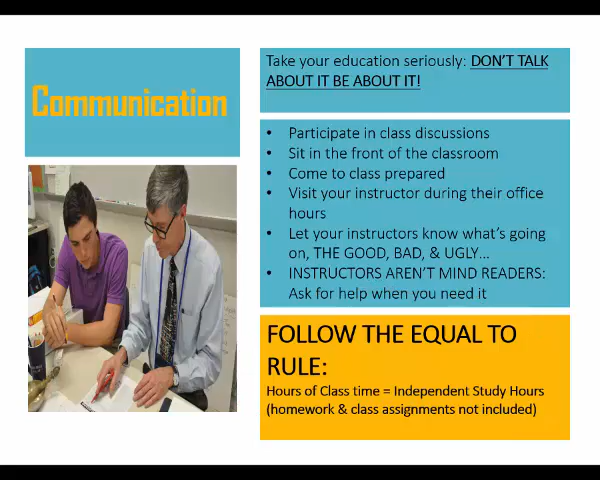 Communication
Take your education seriously: DON'T TALK
ABOUT IT BE ABOUT IT!
• Participate in class discussions
• Sit in the front of the classroom
• Come to class prepared
• Visit your instructor during their office
hours
• Let your instructors know what's going
on, THE GOOD, BAD, & UGLY...
• INSTRUCTORS AREN'T MIND READERS:
Ask for help when you need it
FOLLOW THE EQUAL TO
RULE:
Hours of Class time = Independent Study Hours
(homework & class assignments not included)